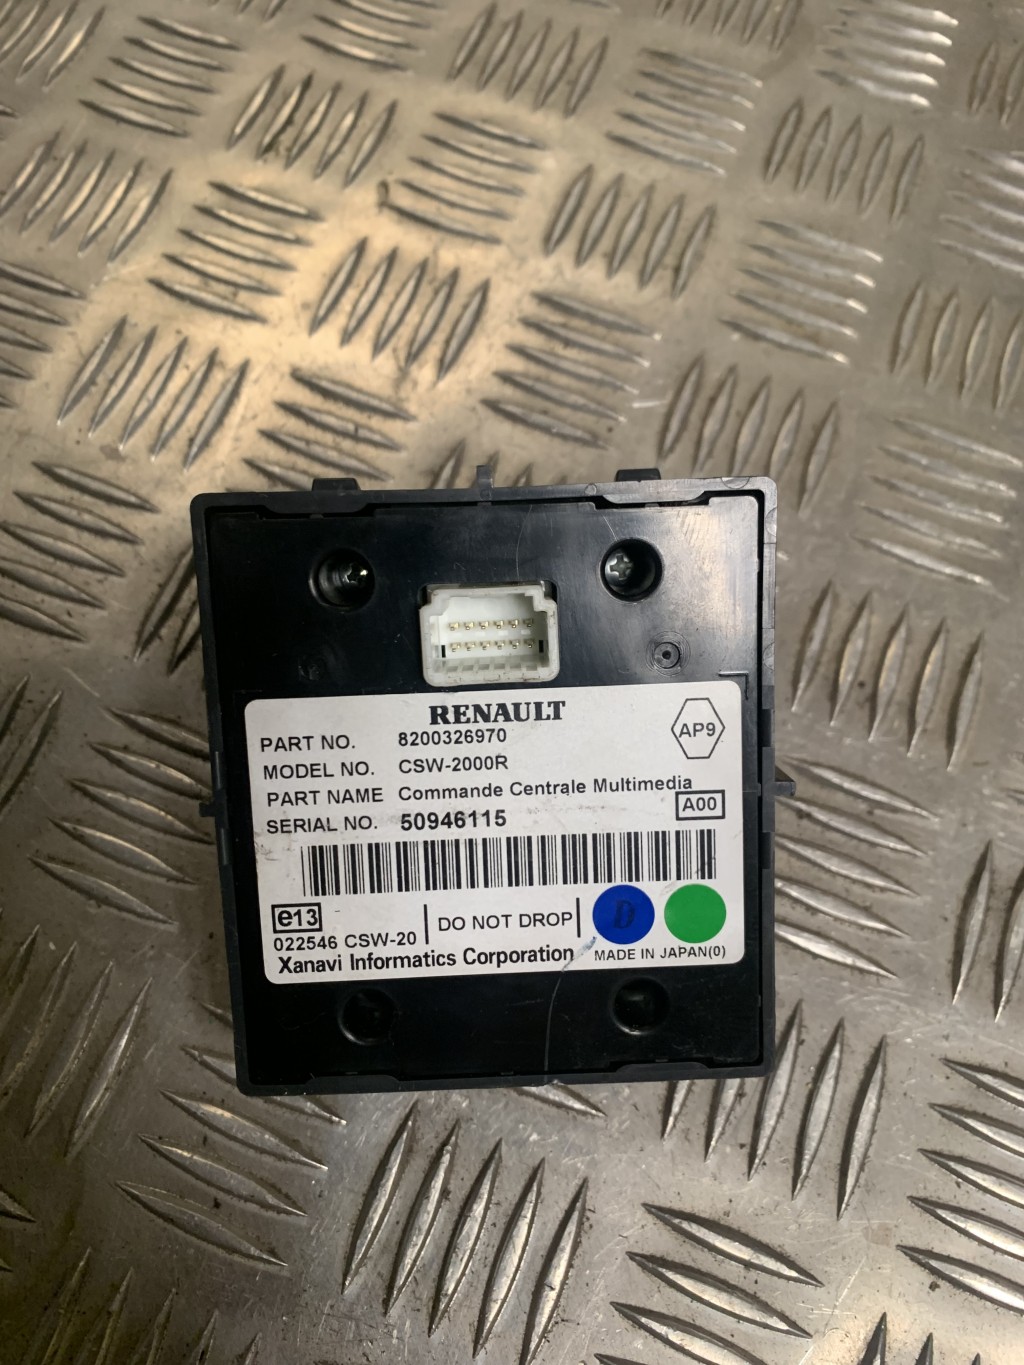 RENAULT
AP9
PART NO. 8200326970
MODEL NO. CSW-2000R
PART NAME Commande Centrale Multimedia
SERIAL NO. 50946115
A00
e13
022546 CSW-20
DO NOT DROP
D
Xanavi Informatics Corporation
MADE IN JAPAN(0)